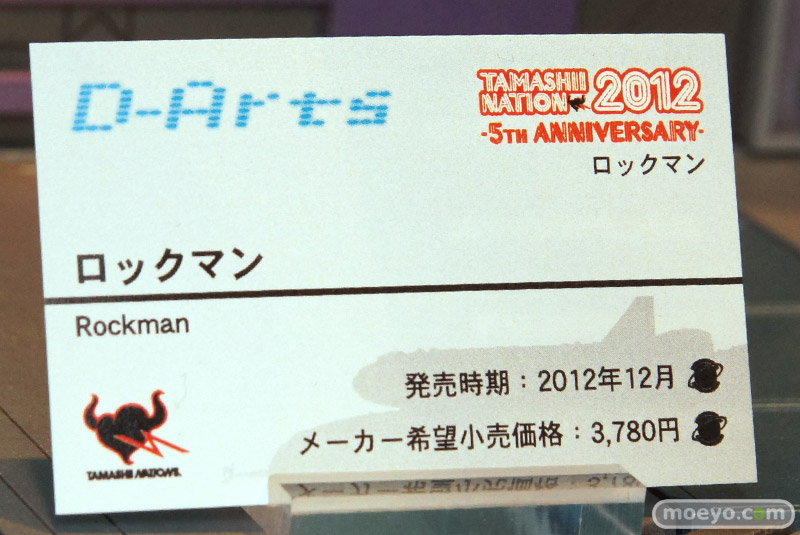 D-Arts
TAMASHII
NATION 2012
-5TH ANNIVERSARY-
ロックマン
ロックマン
Rockman
発売時期：2012年12月
メーカー希望小売価格：3,780円
TAMASHII NATIONS
moeyo.com